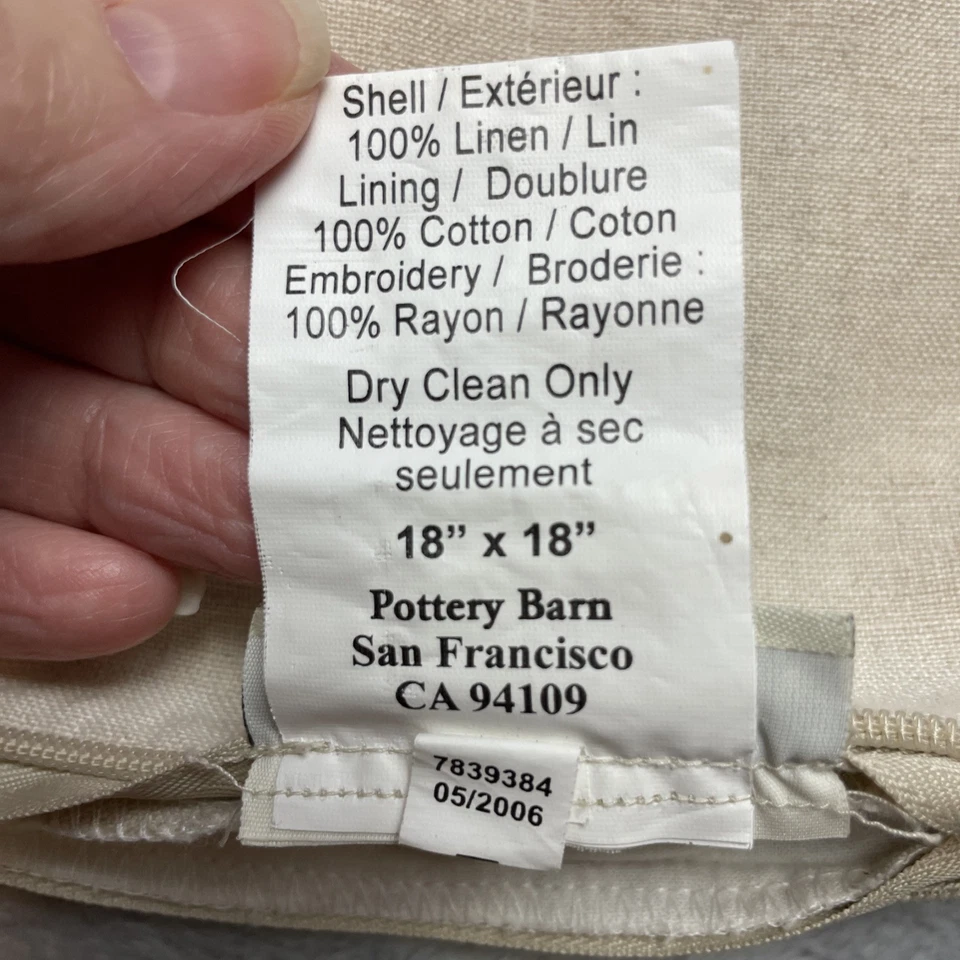 Shell / Extérieur :
100% Linen / Lin
Lining / Doublure
100% Cotton / Coton
Embroidery / Broderie :
100% Rayon / Rayonne
Dry Clean Only
Nettoyage à sec
seulement
18” x 18”
Pottery Barn
San Francisco
CA 94109
7839384
05/2006